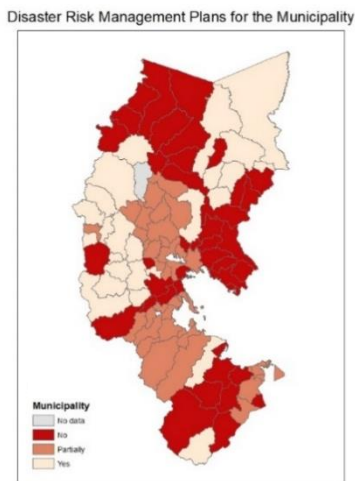 Disaster Risk Management Plans for the Municipality
Municipality
No data
No
Partially
Yes